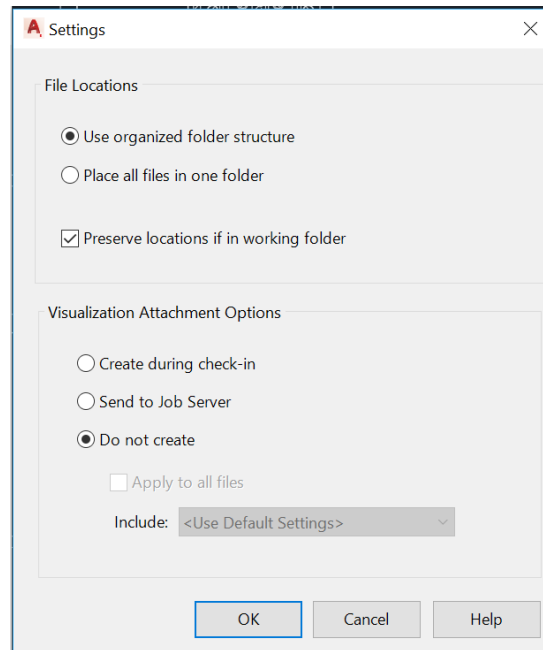 Settings
File Locations
Use organized folder structure
Place all files in one folder
Preserve locations if in working folder
Visualization Attachment Options
Create during check-in
Send to Job Server
Do not create
Apply to all files
Include: <Use Default Settings>
OK Cancel Help